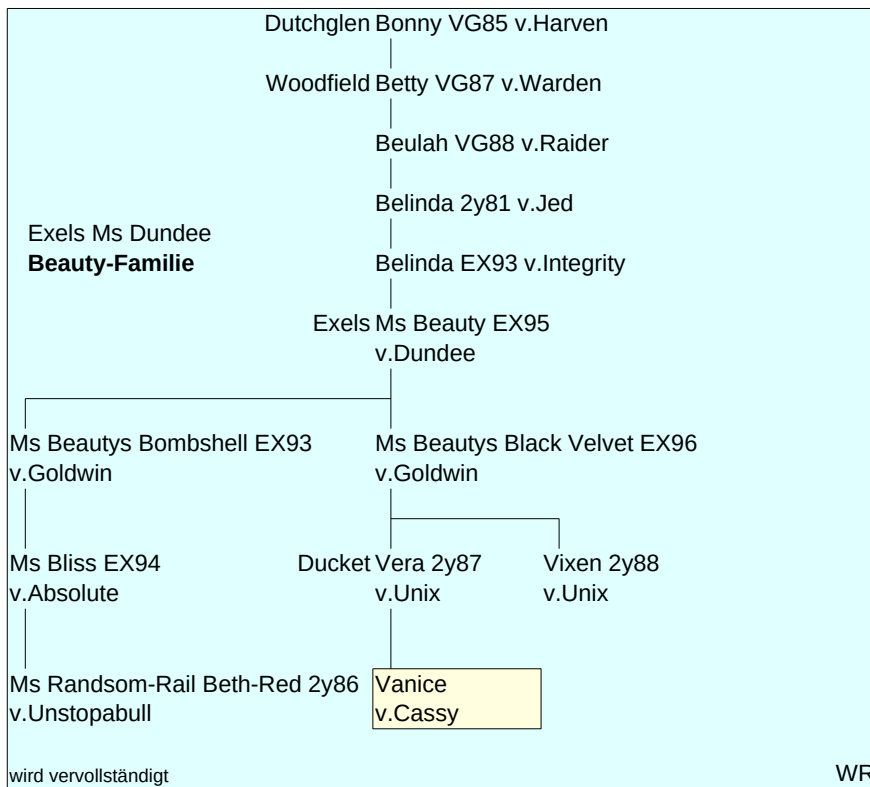 Dutchglen Bonny VG85 v.Harven
Woodfield Betty VG87 v.Warden
Beulah VG88 v.Raider
Belinda 2y81 v.Jed
Exels Ms Dundee
Beauty-Familie
Belinda EX93 v.Integrity
Exels Ms Beauty EX95
v.Dundee
Ms Beautys Bombshell EX93
v.Goldwin
Ms Beautys Black Velvet EX96
v.Goldwin
Ms Bliss EX94
v.Absolute
Ducket Vera 2y87
v.Unix
Vixen 2y88
v.Unix
Ms Randsom-Rail Beth-Red 2y86
v.Unstopabull
Vanice
v.Cassy
wird vervollständigt
WR